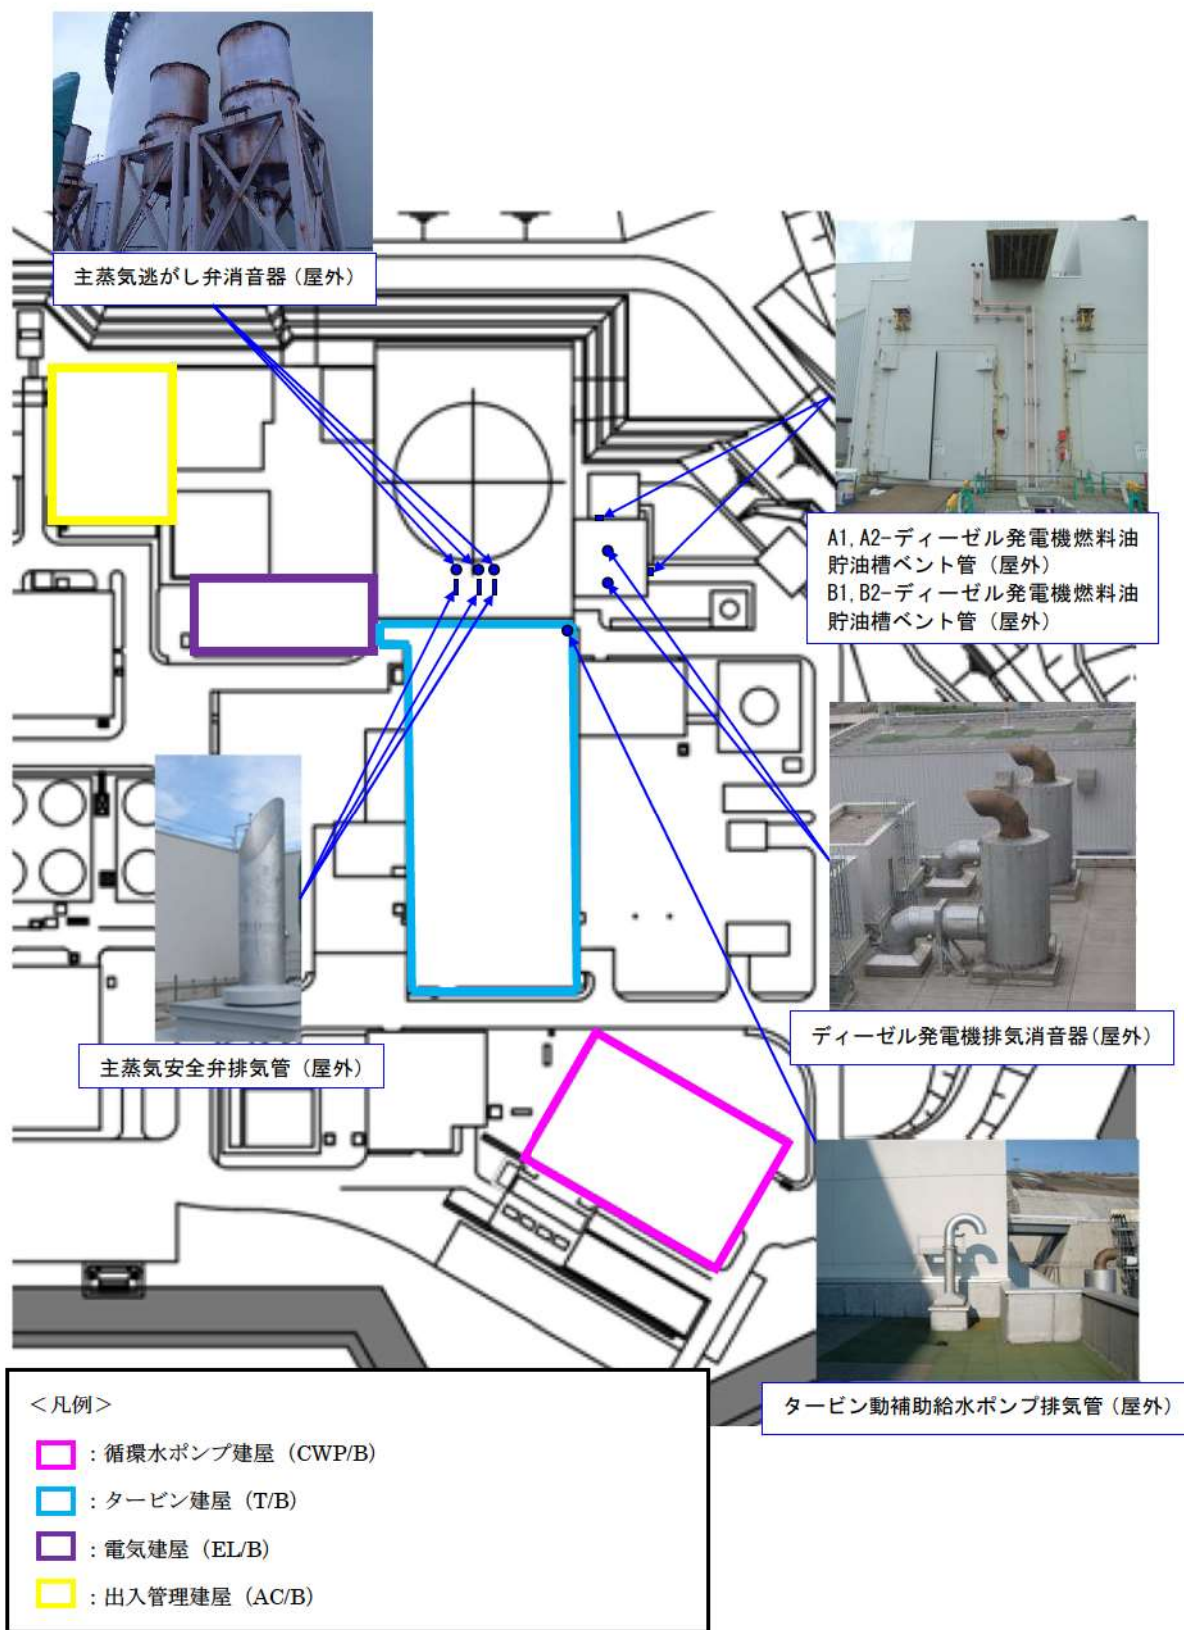 主蒸気逃がし弁消音器（屋外）
A1, A2-ディーゼル発電機燃料油
貯油槽ベント管（屋外）
B1, B2-ディーゼル発電機燃料油
貯油槽ベント管（屋外）
ディーゼル発電機排気消音器（屋外）
主蒸気安全弁排気管（屋外）
タービン動補助給水ポンプ排気管（屋外）
＜凡例＞
：循環水ポンプ建屋（CWP/B）
：タービン建屋（T/B）
：電気建屋（EL/B）
：出入管理建屋（AC/B）